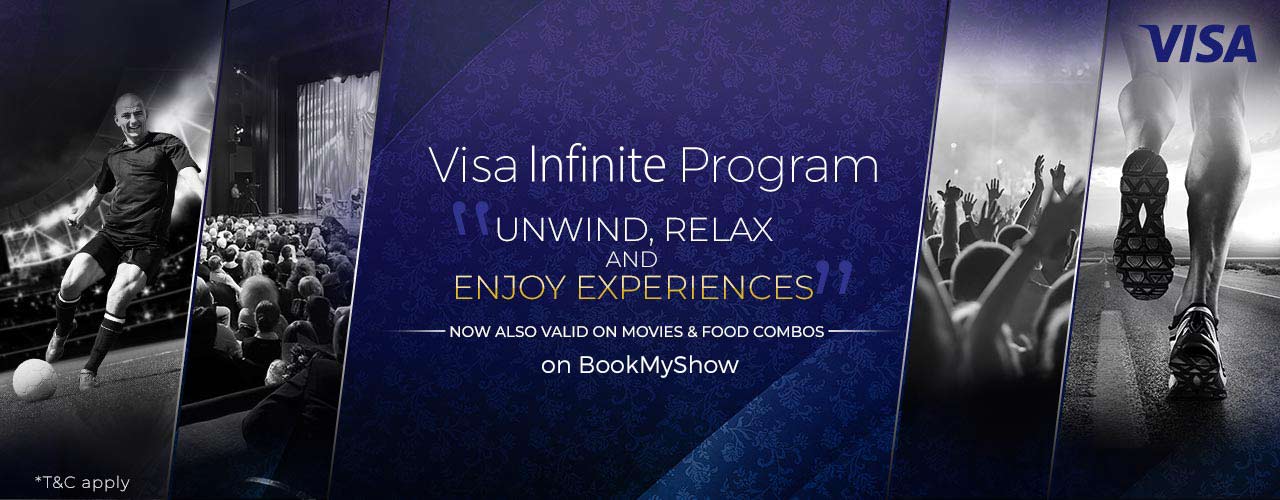 VISA
Visa Infinite Program
"UNWIND, RELAX
AND
ENJOY EXPERIENCES"
NOW ALSO VALID ON MOVIES & FOOD COMBOS
on BookMyShow
*T&C apply